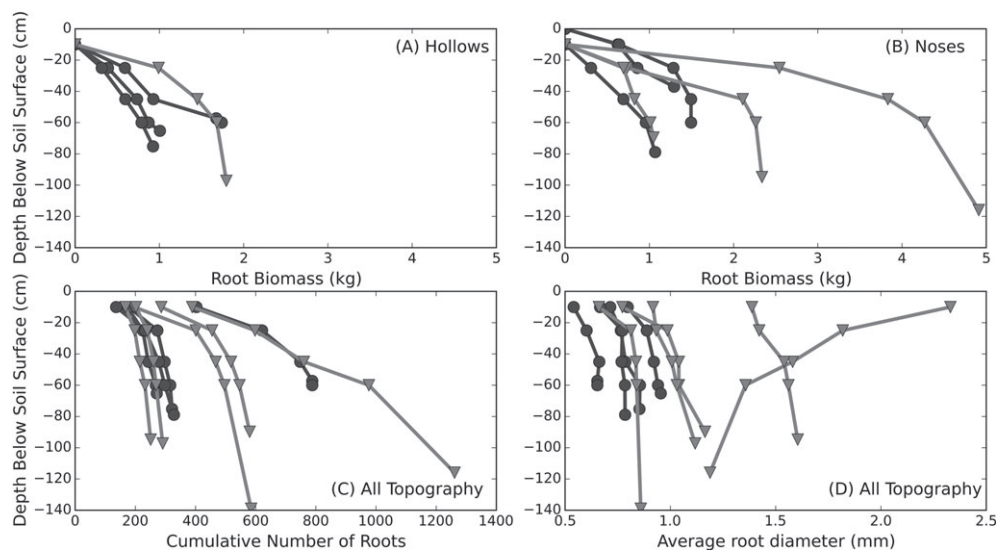 (A) Hollows
0
−20
−40
−60
−80
−100
−120
−140
0 1 2 3 4 5
Root Biomass (kg)
Depth Below Soil Surface (cm)
(B) Noses
0
−20
−40
−60
−80
−100
−120
−140
0 1 2 3 4 5
Root Biomass (kg)
(C) All Topography
0
−20
−40
−60
−80
−100
−120
−140
0 200 400 600 800 1000 1200 1400
Cumulative Number of Roots
Depth Below Soil Surface (cm)
(D) All Topography
0
−20
−40
−60
−80
−100
−120
−140
0.5 1.0 1.5 2.0 2.5
Average root diameter (mm)